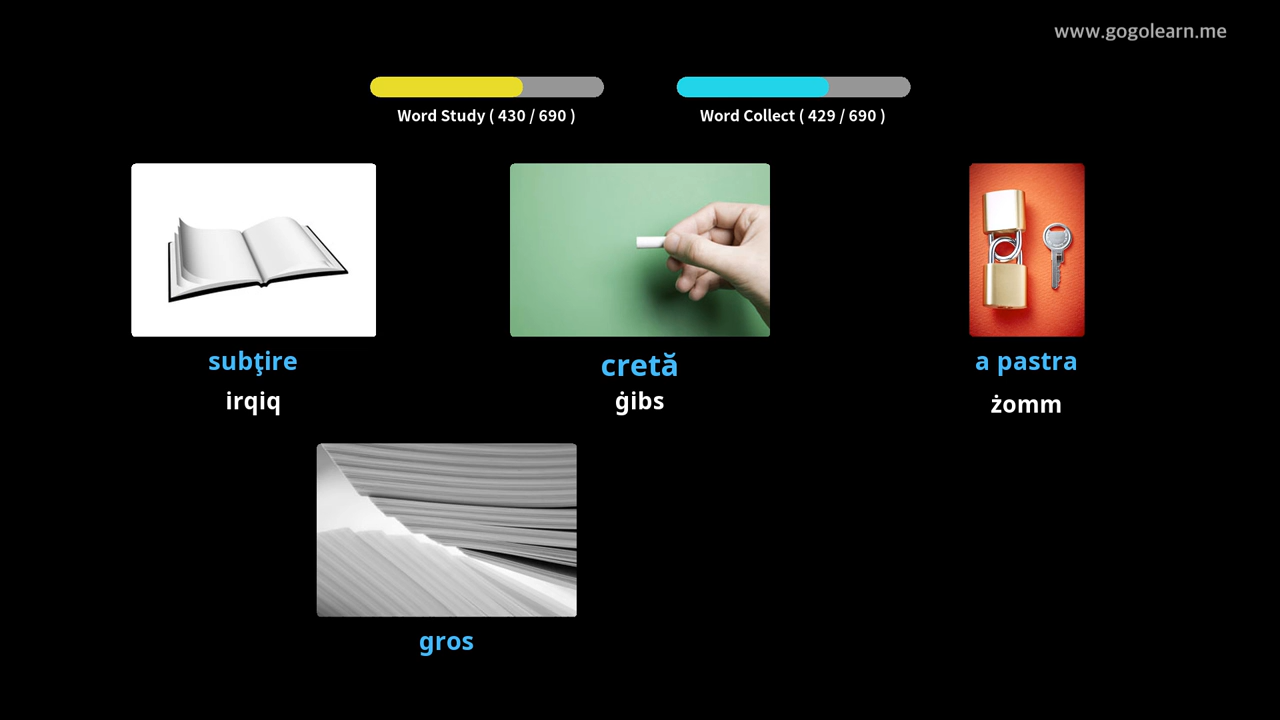 www.gogolearn.me
Word Study ( 430 / 690 )
Word Collect ( 429 / 690 )
subţire
cretă
a pastra
irqiq
ġibs
żomm
gros